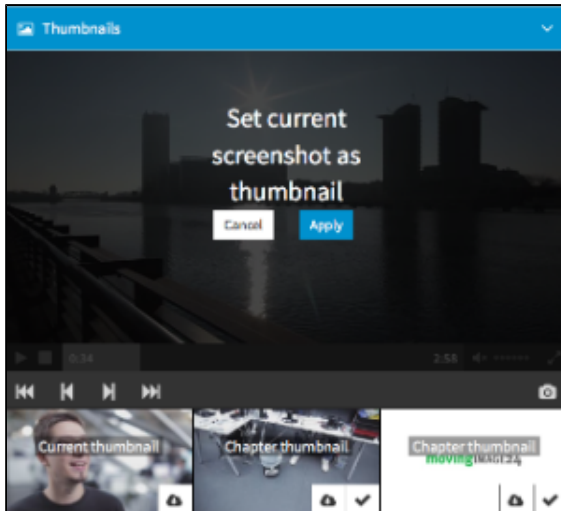 Thumbnails
Set current
screenshot as
thumbnail
Cancel Apply
0:34 2:58
Current thumbnail Chapter thumbnail Chapter thumbnail
movingIMAGE24